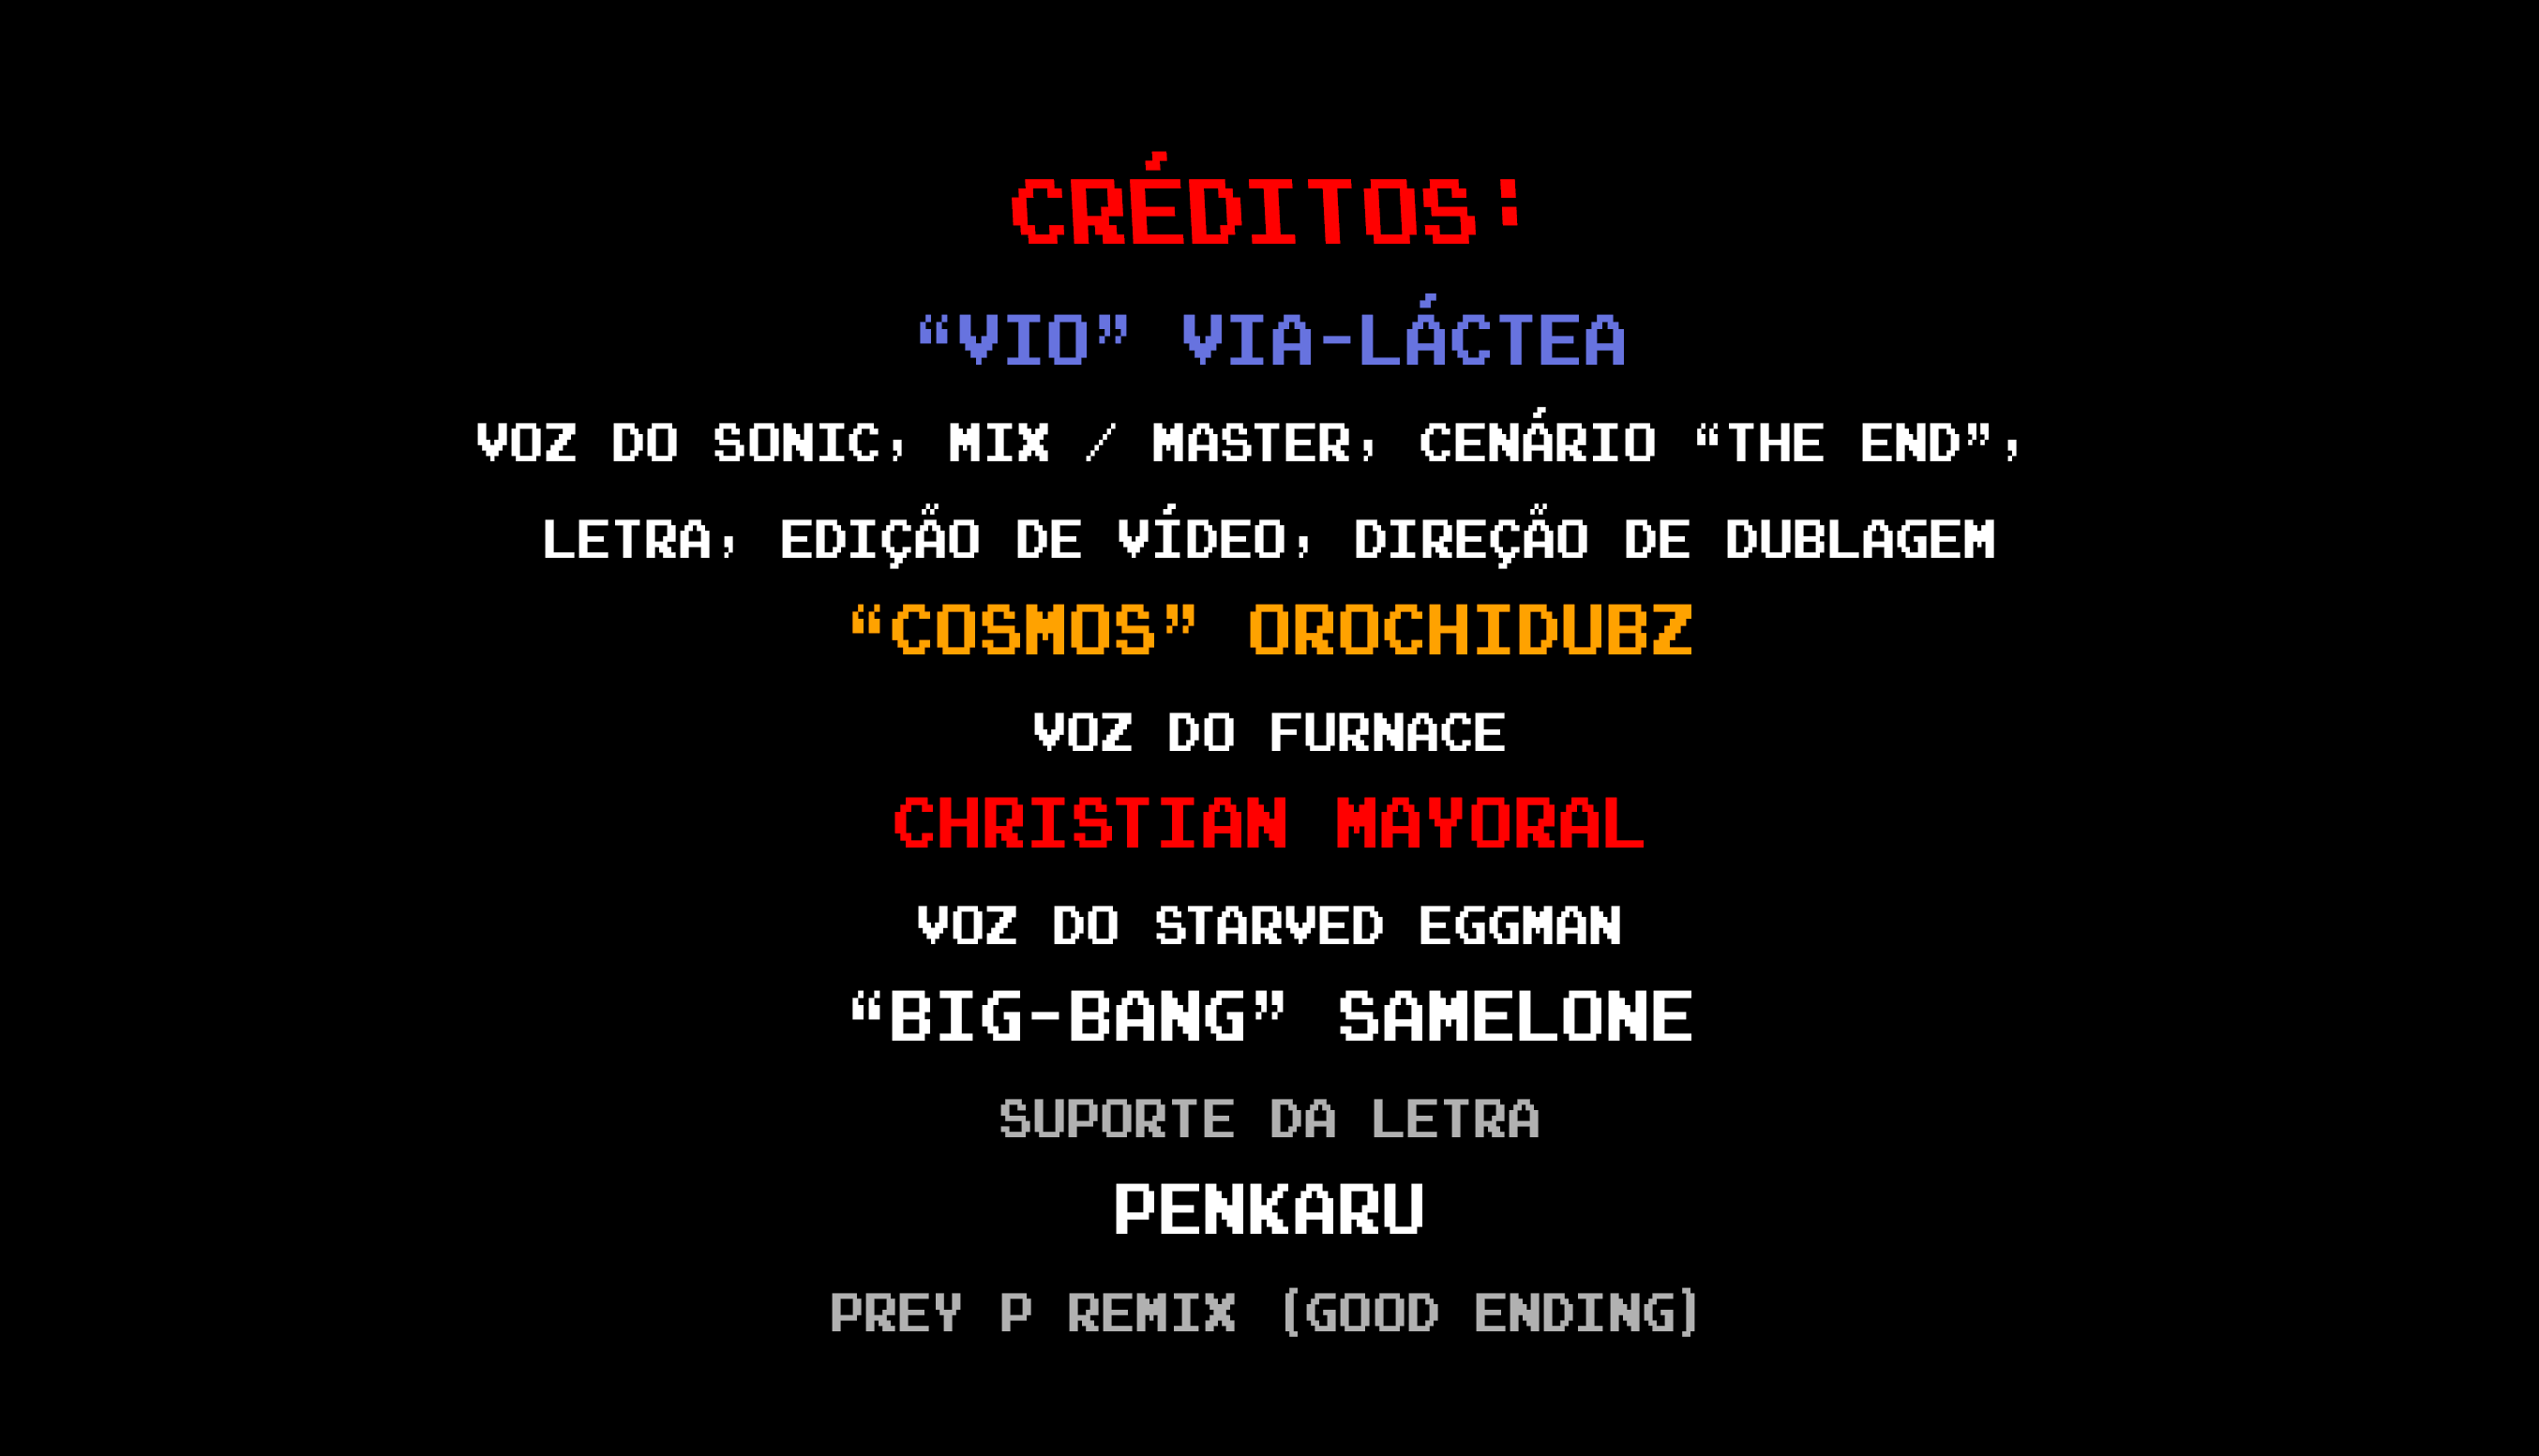 CRÉDITOS:
“VIO” VIA-LÁCTEA
VOZ DO SONIC, MIX / MASTER, CENÁRIO “THE END”,
LETRA, EDIÇÃO DE VÍDEO, DIREÇÃO DE DUBLAGEM
“COSMOS” OROCHIDUBZ
VOZ DO FURNACE
CHRISTIAN MAYORAL
VOZ DO STARVED EGGMAN
“BIG-BANG” SAMELONE
SUPORTE DA LETRA
PENKARU
PREY P REMIX (GOOD ENDING)